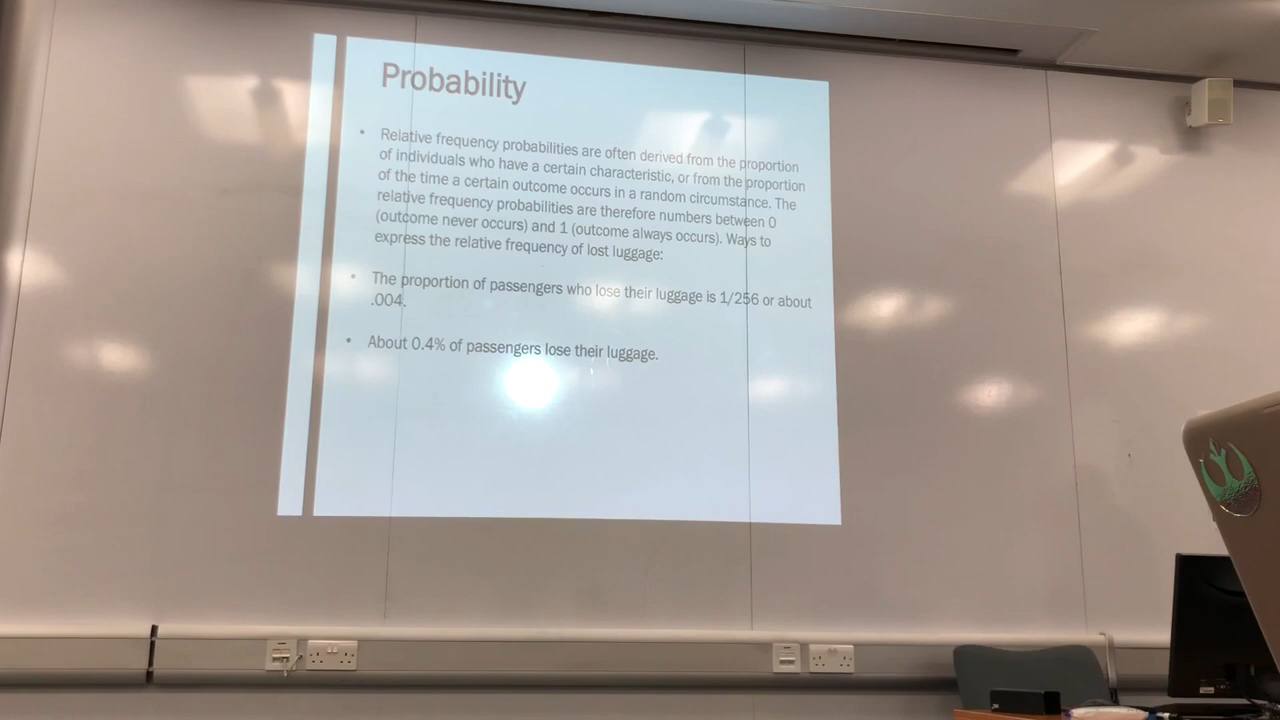 Probability
• Relative frequency probabilities are often derived from the proportion
of individuals who have a certain characteristic, or from the proportion
of the time a certain outcome occurs in a random circumstance. The
relative frequency probabilities are therefore numbers between 0
(outcome never occurs) and 1 (outcome always occurs). Ways to
express the relative frequency of lost luggage:
• The proportion of passengers who lose their luggage is 1/256 or about
.004.
• About 0.4% of passengers lose their luggage.